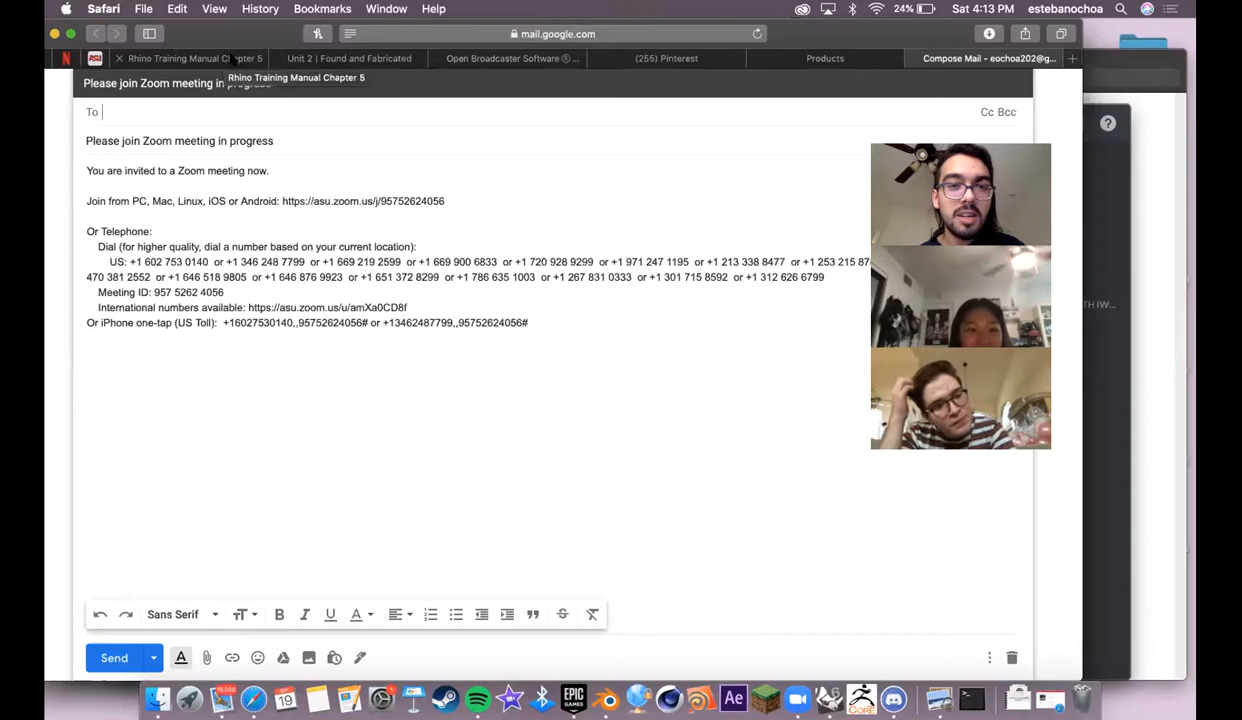 Safari File Edit View History Bookmarks Window Help 24% Sat 4:13 PM estebanochoa
mail.google.com
N ASU Rhino Training Manual Chapter 5 Unit 2 | Found and Fabricated Open Broadcaster Software ® ... (255) Pinterest Products Compose Mail - eochoa202@g...
Rhino Training Manual Chapter 5
Please join Zoom meeting in progress
To Cc Bcc
Please join Zoom meeting in progress
You are invited to a Zoom meeting now.
Join from PC, Mac, Linux, iOS or Android: https://asu.zoom.us/j/95752624056
Or Telephone:
Dial (for higher quality, dial a number based on your current location):
US: +1 602 753 0140 or +1 346 248 7799 or +1 669 219 2599 or +1 669 900 6833 or +1 720 928 9299 or +1 971 247 1195 or +1 213 338 8477 or +1 253 215
470 381 2552 or +1 646 518 9805 or +1 646 876 9923 or +1 651 372 8299 or +1 786 635 1003 or +1 267 831 0333 or +1 301 715 8592 or +1 312 626 6799
Meeting ID: 957 5262 4056
International numbers available: https://asu.zoom.us/u/amXa0CD8f
Or iPhone one-tap (US Toll): +16027530140,,95752624056# or +13462487799,,95752624056#
TH IW...
Sans Serif
Send
SEP 19 EPIC GAMES Ae CORE